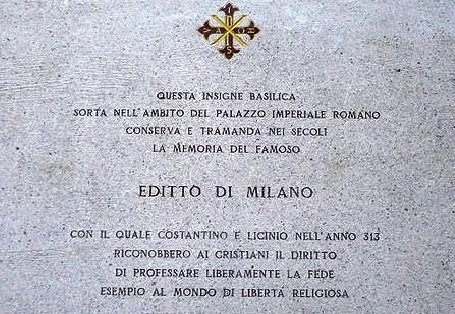 QUESTA INSIGNE BASILICA
SORTA NELL'AMBITO DEL PALAZZO IMPERIALE ROMANO
CONSERVA E TRAMANDA NEI SECOLI
LA MEMORIA DEL FAMOSO
EDITTO DI MILANO
CON IL QUALE COSTANTINO E LICINIO NELL'ANNO 313
RICONOBBERO AI CRISTIANI IL DIRITTO
DI PROFESSARE LIBERAMENTE LA FEDE
ESEMPIO AL MONDO DI LIBERTÀ RELIGIOSA